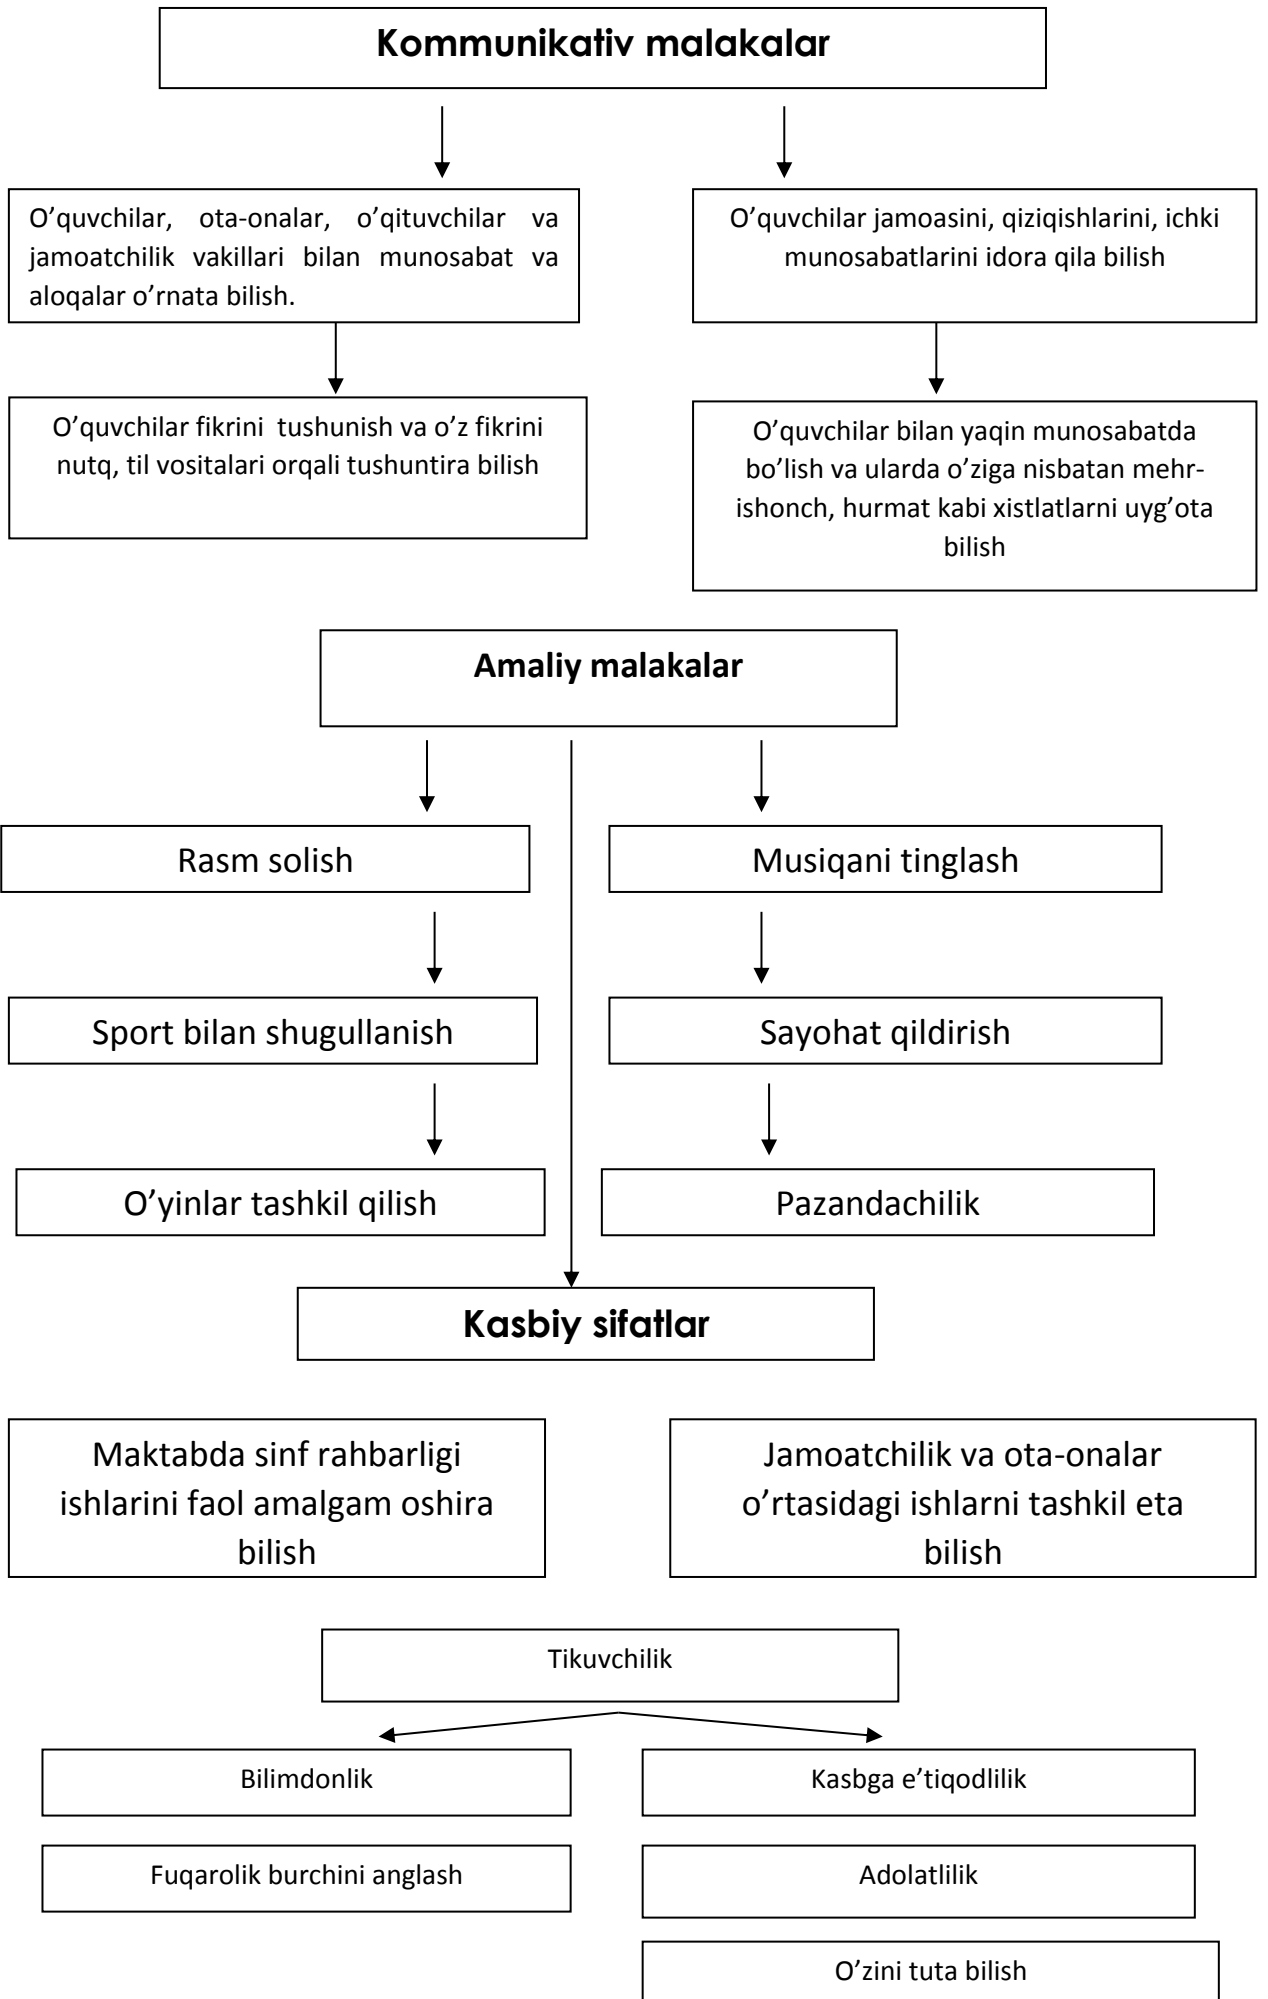 Kommunikativ malakalar
O’quvchilar, ota-onalar, o’qituvchilar va
jamoatchilik vakillari bilan munosabat va
aloqalar o’rnata bilish.
O’quvchilar jamoasini, qiziqishlarini, ichki
munosabatlarini idora qila bilish
O’quvchilar fikrini tushunish va o’z fikrini
nutq, til vositalari orqali tushuntira bilish
O’quvchilar bilan yaqin munosabatda
bo’lish va ularda o’ziga nisbatan mehr-
ishonch, hurmat kabi xistlatlarni uyg’ota
bilish
Amaliy malakalar
Rasm solish
Musiqani tinglash
Sport bilan shugullanish
Sayohat qildirish
O’yinlar tashkil qilish
Pazandachilik
Kasbiy sifatlar
Maktabda sinf rahbarligi
ishlarini faol amalgam oshira
bilish
Jamoatchilik va ota-onalar
o’rtasidagi ishlarni tashkil eta
bilish
Tikuvchilik
Bilimdonlik
Kasbga e’tiqodlilik
Fuqarolik burchini anglash
Adolatlilik
O’zini tuta bilish